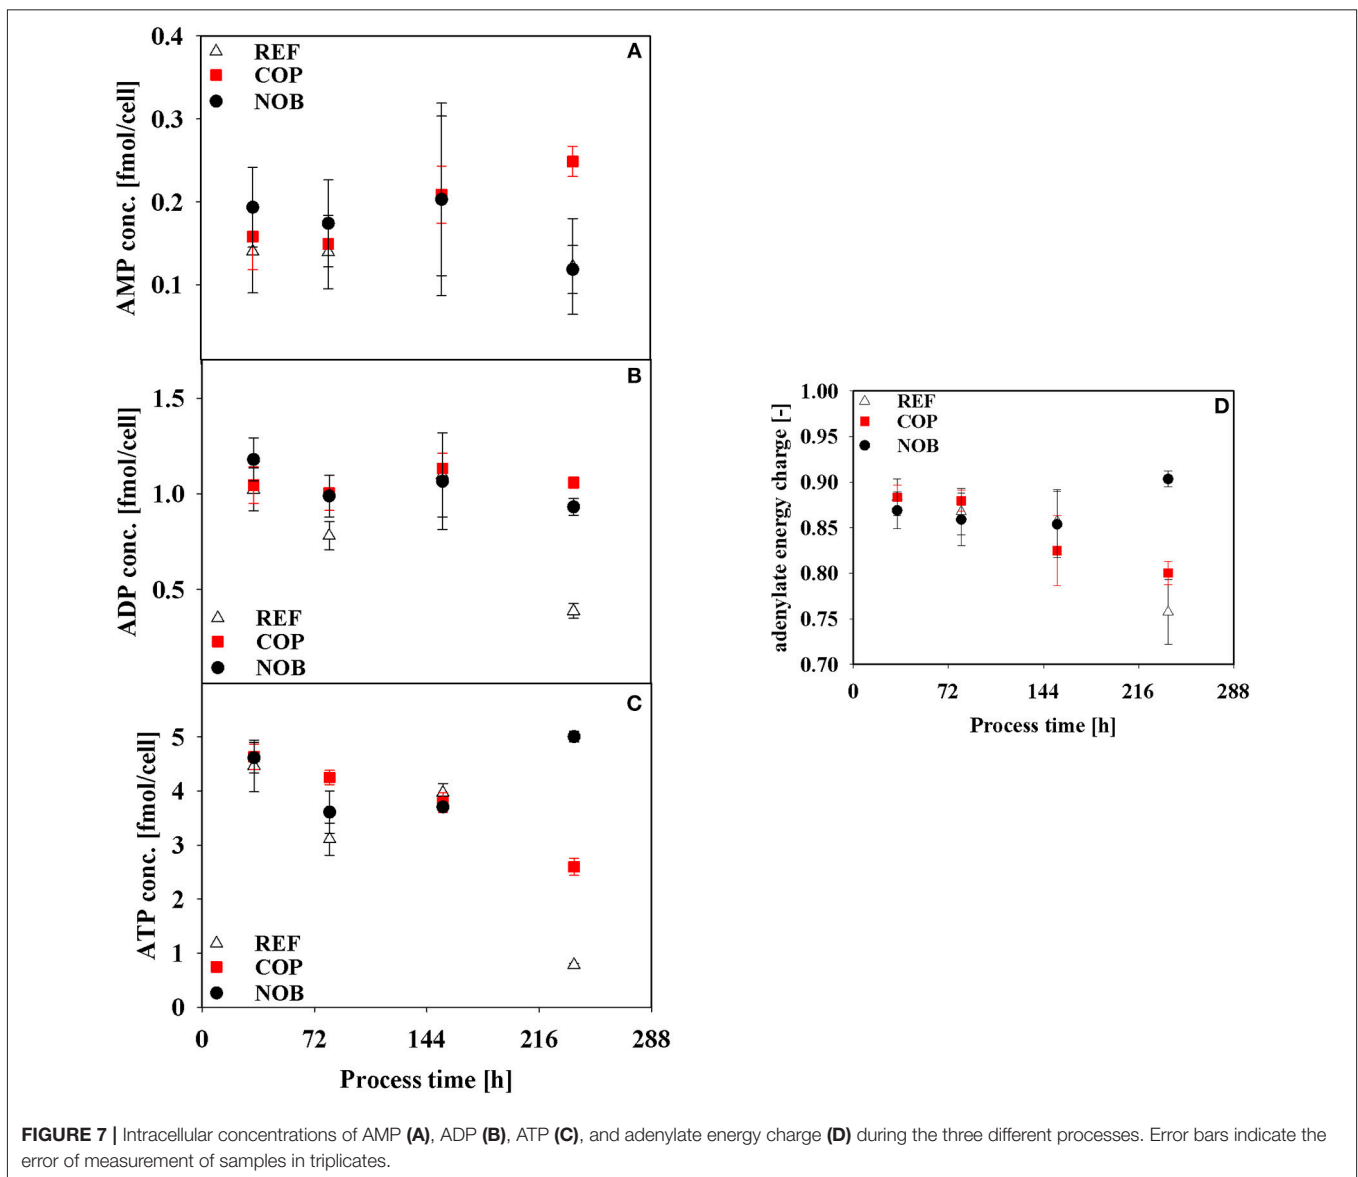 A
REF
COP
NOB
0.4
0.3
0.2
0.1
AMP conc. [fmol/cell]
B
1.5
1.0
0.5
ADP conc. [fmol/cell]
REF
COP
NOB
C
5
4
3
2
1
0
ATP conc. [fmol/cell]
REF
COP
NOB
0 72 144 216 288
Process time [h]
D
REF
COP
NOB
1.00
0.95
0.90
0.85
0.80
0.75
0.70
adenylate energy charge [-]
0 72 144 216 288
Process time [h]
FIGURE 7 | Intracellular concentrations of AMP (A), ADP (B), ATP (C), and adenylate energy charge (D) during the three different processes. Error bars indicate the
error of measurement of samples in triplicates.